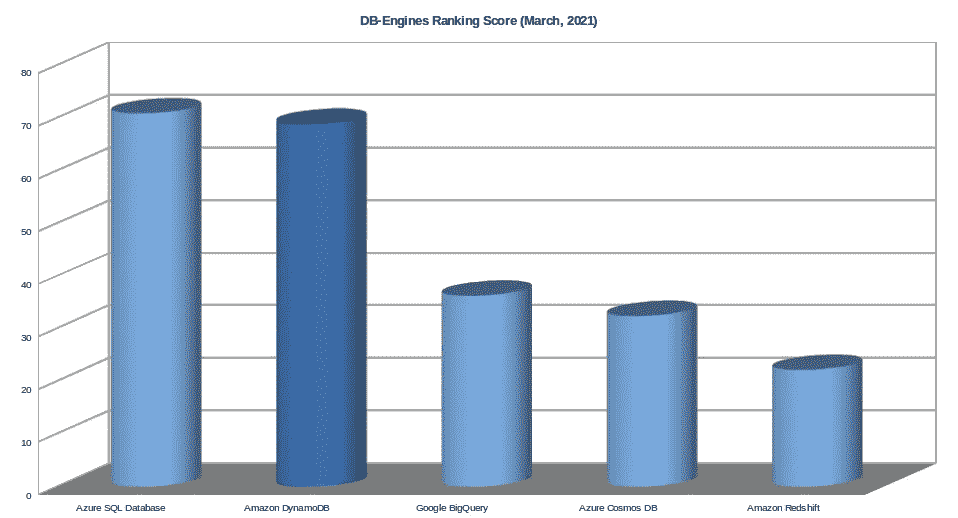 DB-Engines Ranking Score (March, 2021)
80
70
60
50
40
30
20
10
0
Azure SQL Database
Amazon DynamoDB
Google BigQuery
Azure Cosmos DB
Amazon Redshift